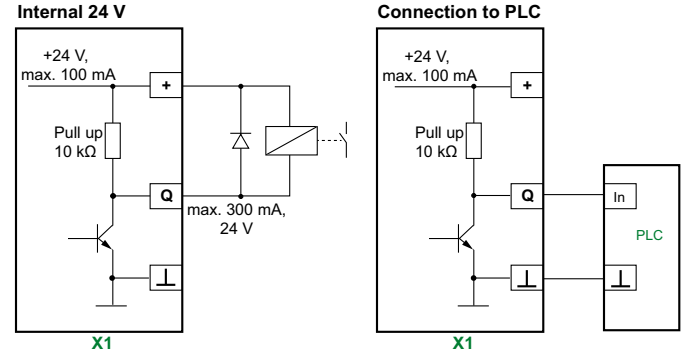 Internal 24 V
+24 V,
max. 100 mA
+
Pull up
10 kΩ
Q
max. 300 mA,
24 V
X1
Connection to PLC
+24 V,
max. 100 mA
+
Pull up
10 kΩ
Q
In
PLC
X1